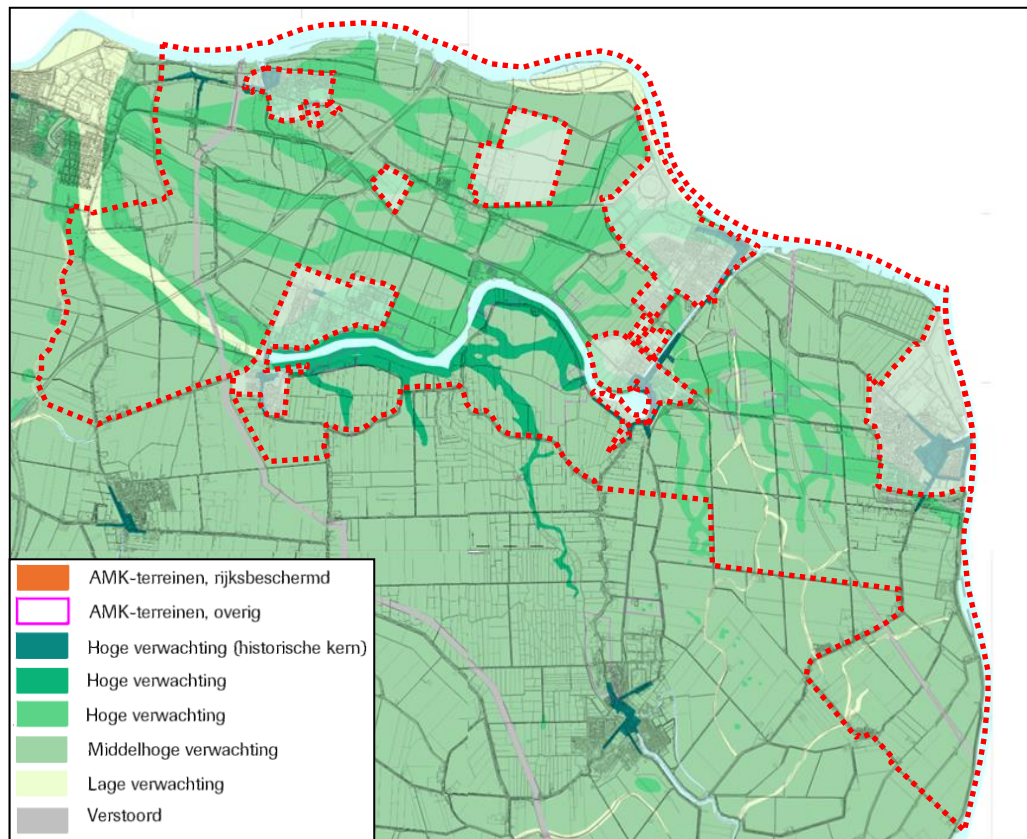 AMK-terreinen, rijksbeschermd
AMK-terreinen, overig
Hoge verwachting (historische kern)
Hoge verwachting
Hoge verwachting
Middelhoge verwachting
Lage verwachting
Verstoord